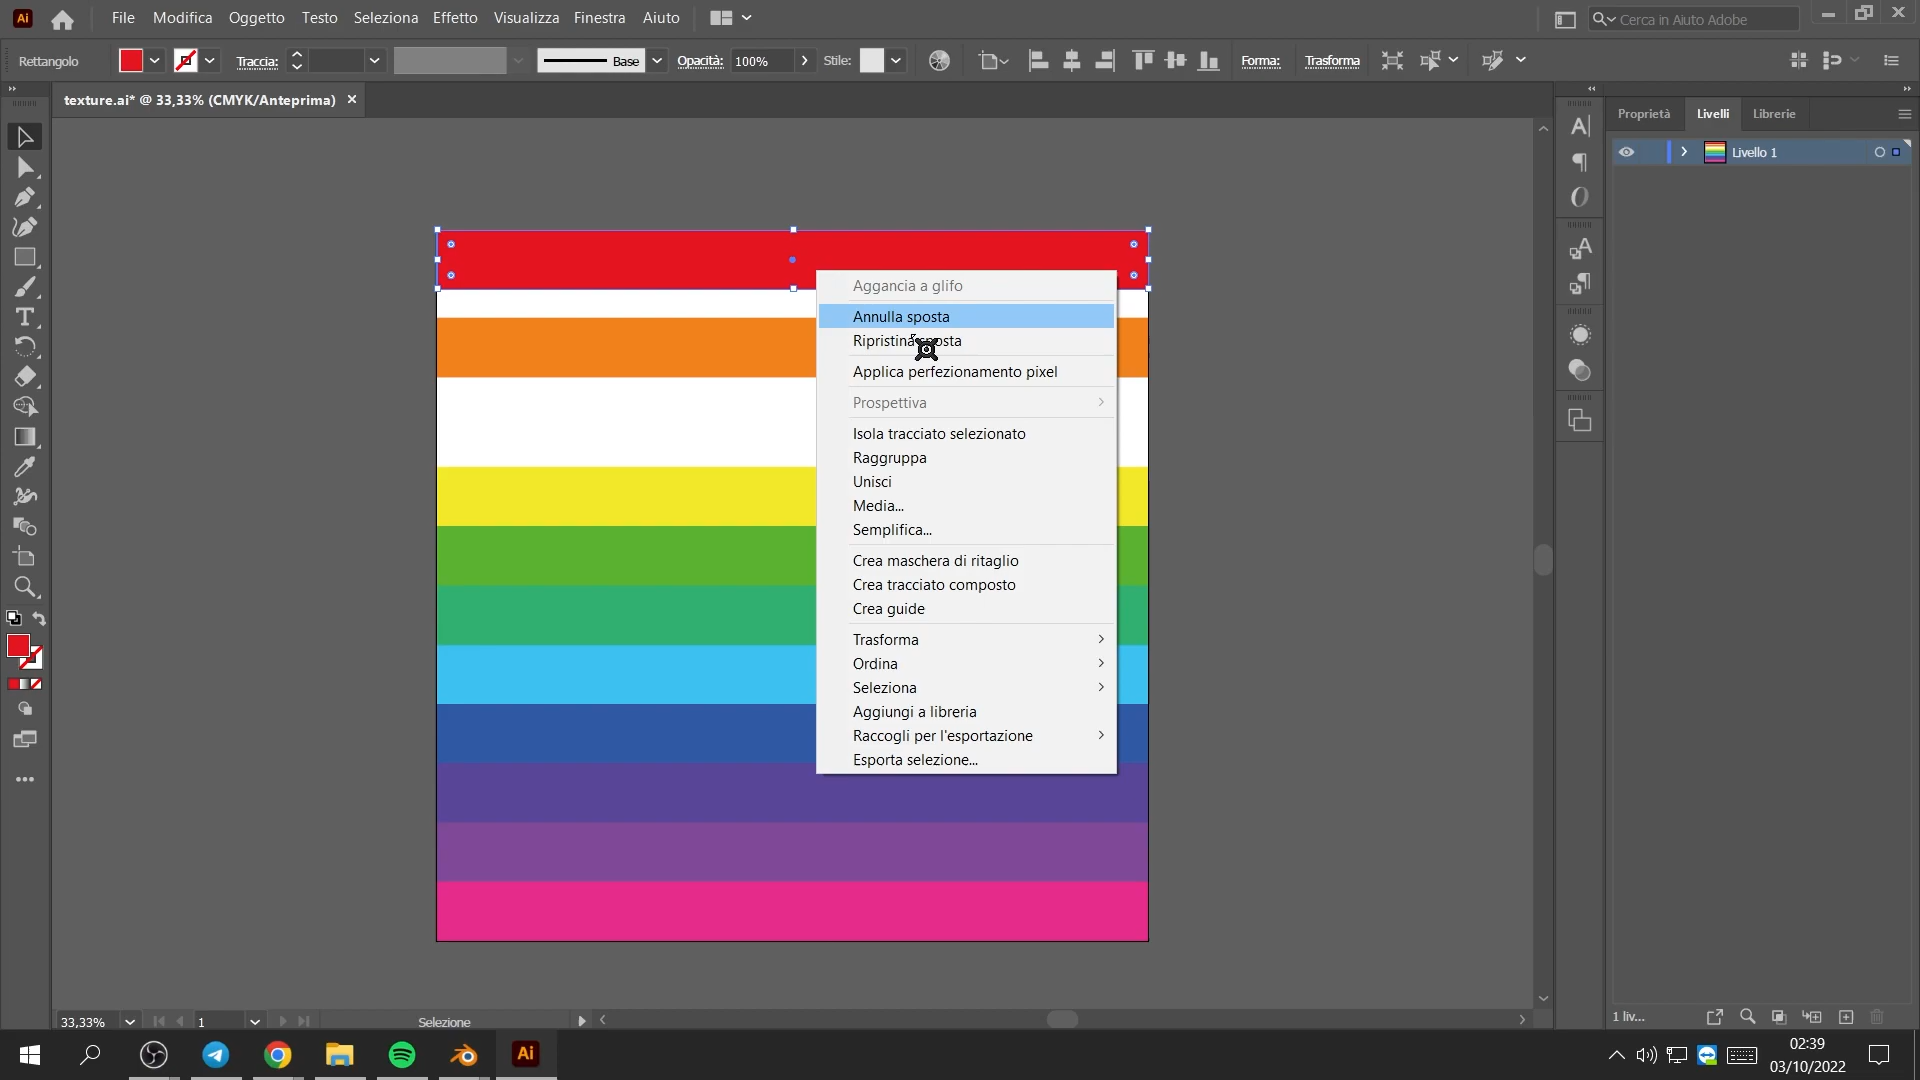 Ai
File Modifica Oggetto Testo Seleziona Effetto Visualizza Finestra Aiuto
Cerca in Aiuto Adobe
Rettangolo
Traccia:
Base
Opacità: 100%
Stile:
Forma:
Trasforma
texture.ai* @ 33,33% (CMYK/Anteprima)
Proprietà Livelli Librerie
Livello 1
Aggancia a glifo
Annulla sposta
Ripristina sposta
Applica perfezionamento pixel
Prospettiva
Isola tracciato selezionato
Raggruppa
Unisci
Media...
Semplifica...
Crea maschera di ritaglio
Crea tracciato composto
Crea guide
Trasforma
Ordina
Seleziona
Aggiungi a libreria
Raccogli per l'esportazione
Esporta selezione...
33,33%
1
Selezione
1 liv...
Ai
02:39
03/10/2022